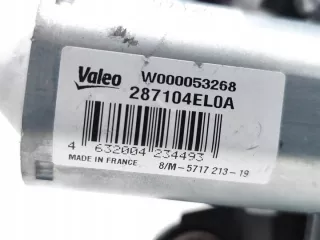 Valeo W000053268
287104EL0A
4 632004 234493
MADE IN FRANCE 8/M-5717 213-19